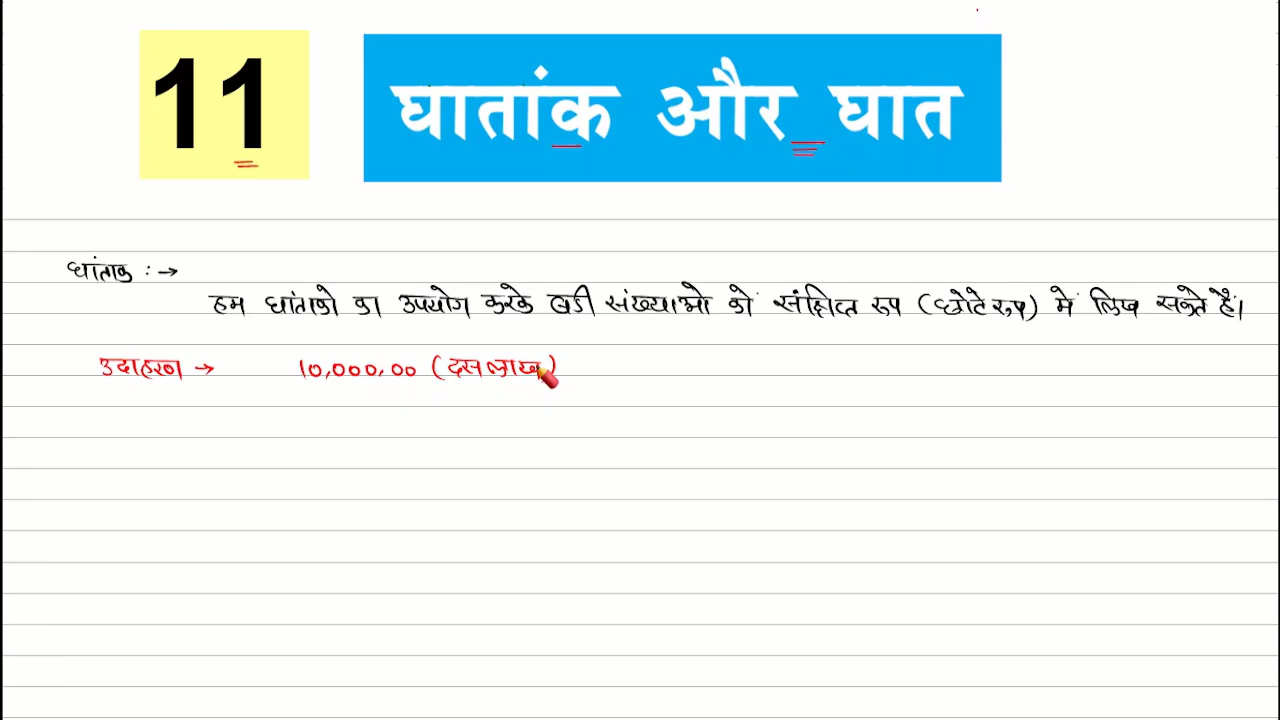 11 घातांक और घात
घांताक :→
हम घांताको का उपयोग करके बडी संख्याओ को संक्षिप्त रूप (छोटे रूप) में लिख सकते हैं।
उदाहरण → 10,000,00 (दस लाख)